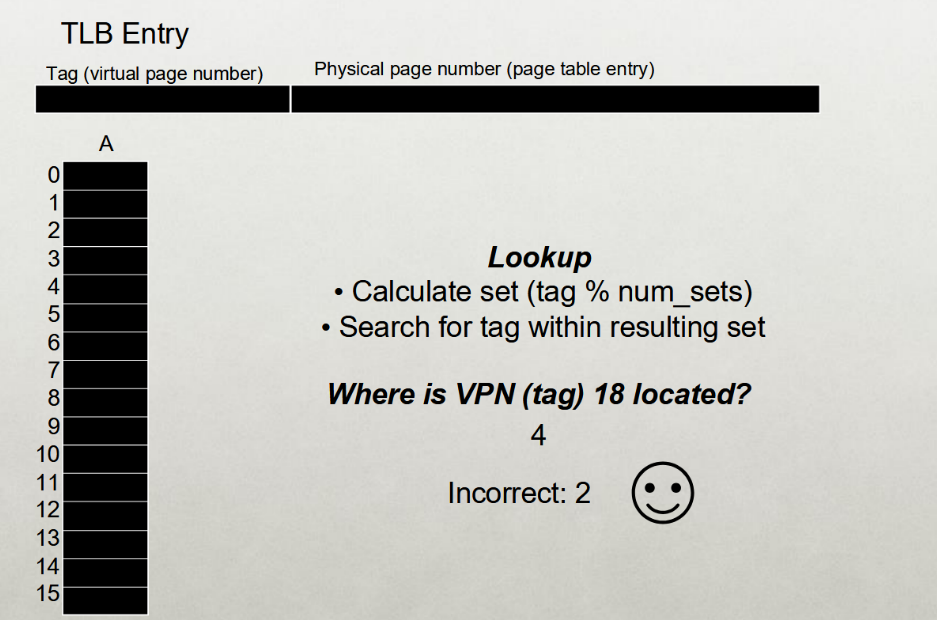 TLB Entry
Tag (virtual page number)
Physical page number (page table entry)
A
0
1
2
3
4
5
6
7
8
9
10
11
12
13
14
15
Lookup
• Calculate set (tag % num_sets)
• Search for tag within resulting set
Where is VPN (tag) 18 located?
4
Incorrect: 2